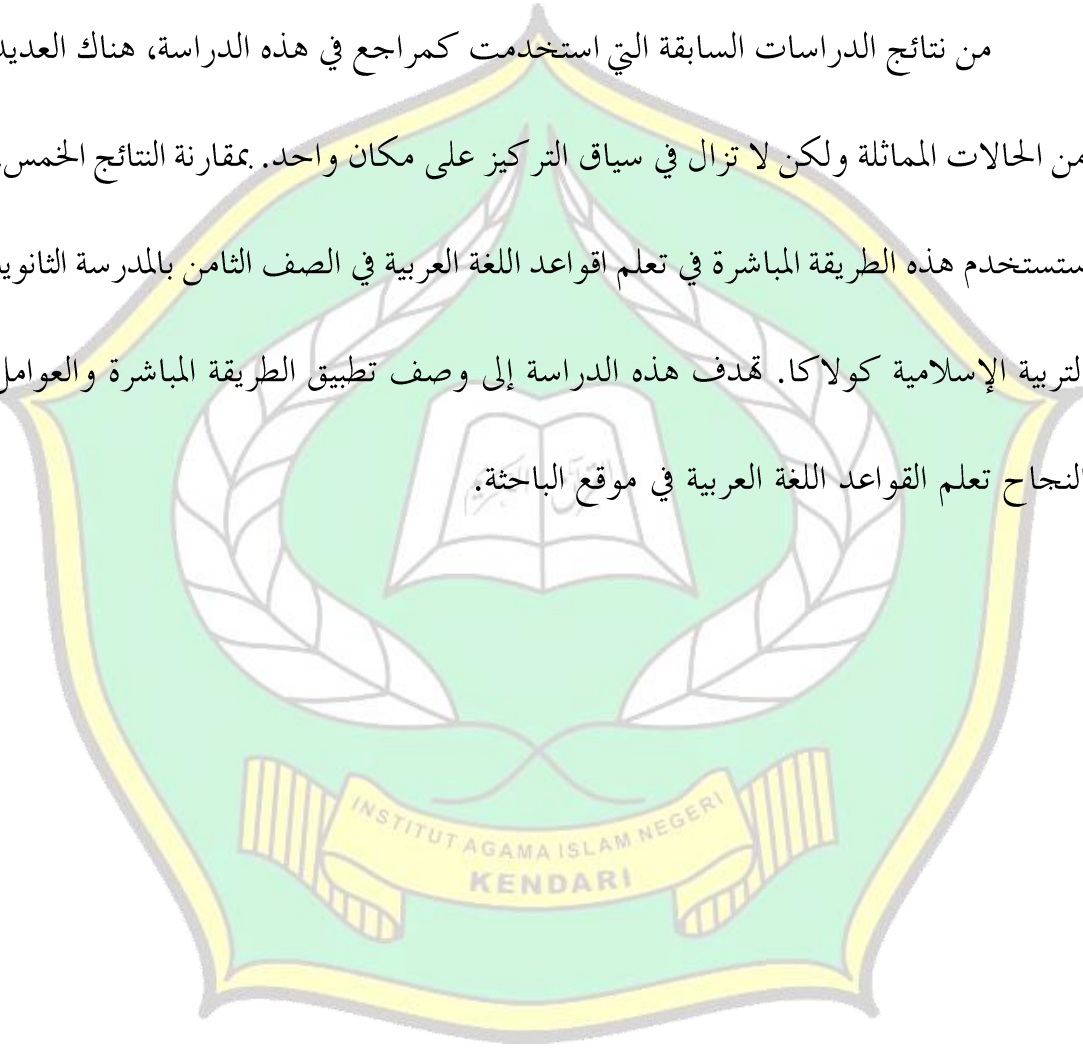 من نتائج الدراسات السابقة التي استخدمت كمراجع في هذه الدراسة، هناك العديد
من الحالات المماثلة ولكن لا تزال في سياق التركيز على مكان واحد. بمقارنة النتائج الخمس
ستستخدم هذه الطريقة المباشرة في تعلم اقواعد اللغة العربية في الصف الثامن بالمدرسة الثانوية
التربية الإسلامية كولاكا. تهدف هذه الدراسة إلى وصف تطبيق الطريقة المباشرة والعوامل
النجاح تعلم القواعد اللغة العربية في موقع الباحثة.
القرآن الكريم
INSTITUT AGAMA ISLAM NEGERI
KENDARI